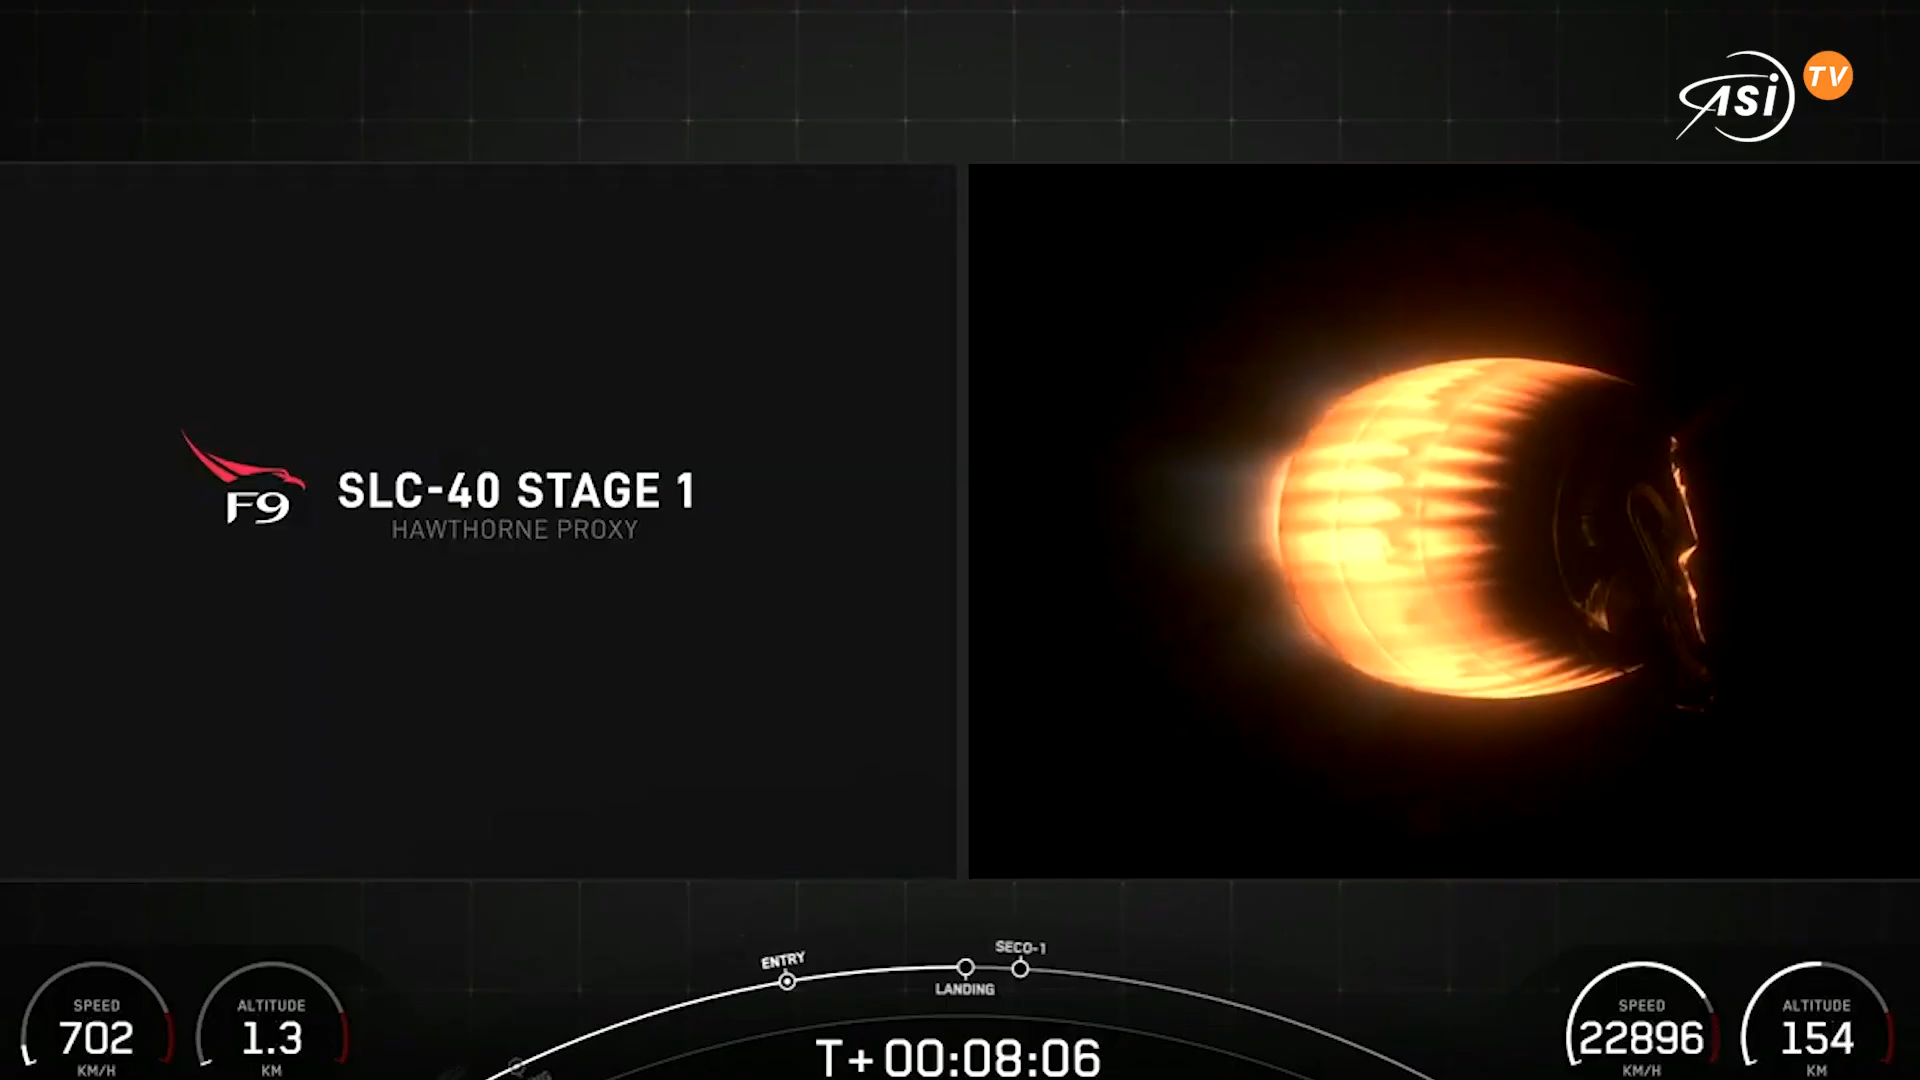 ASI TV
F9
SLC-40 STAGE 1
HAWTHORNE PROXY
ENTRY
LANDING
SECO-1
SPEED
702
KM/H
ALTITUDE
1.3
KM
T+00:08:06
SPEED
22896
KM/H
ALTITUDE
154
KM